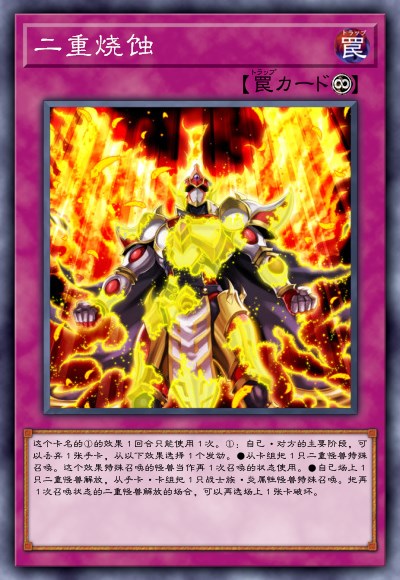 二重烧蚀
トラップ
罠
トラップ
【罠カード】
这个卡名的①的效果1回合只能使用1次。①:自己·对方的主要阶段,可
以丢弃1张手卡,从以下效果选择1个发动。●从卡组把1只二重怪兽特殊
召唤。这个效果特殊召唤的怪兽当作再1次召唤的状态使用。●自己场上1
只二重怪兽解放,从手卡·卡组把1只战士族·炎属性怪兽特殊召唤。把再
1次召唤状态的二重怪兽解放的场合,可以再选场上1张卡破坏。